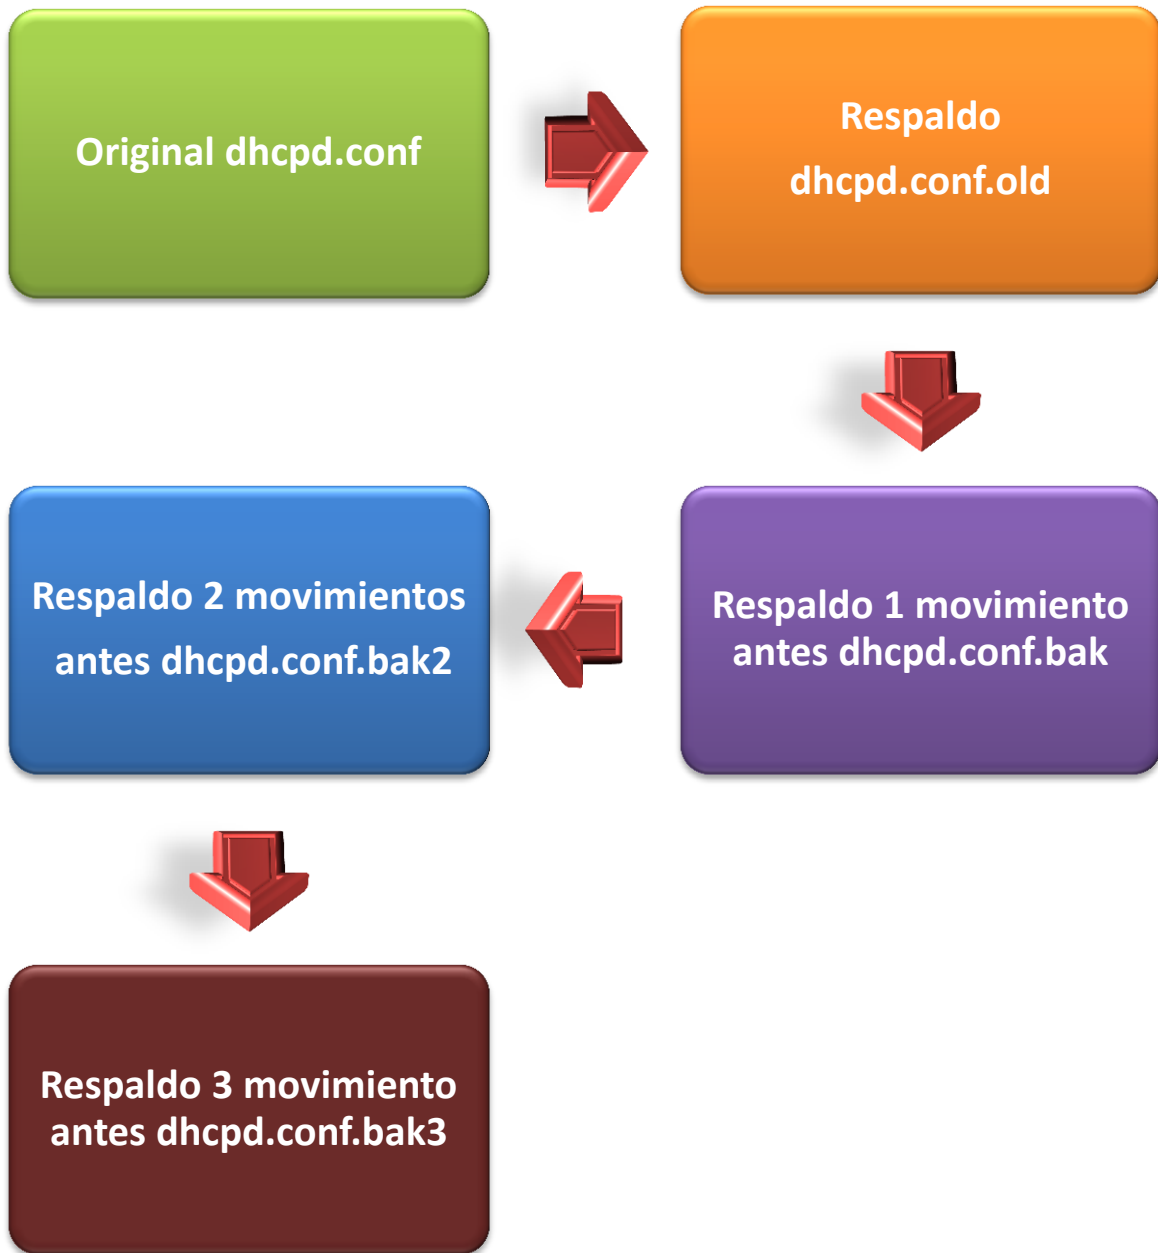 Original dhcpd.conf
Respaldo
dhcpd.conf.old
Respaldo 1 movimiento
antes dhcpd.conf.bak
Respaldo 2 movimientos
antes dhcpd.conf.bak2
Respaldo 3 movimiento
antes dhcpd.conf.bak3